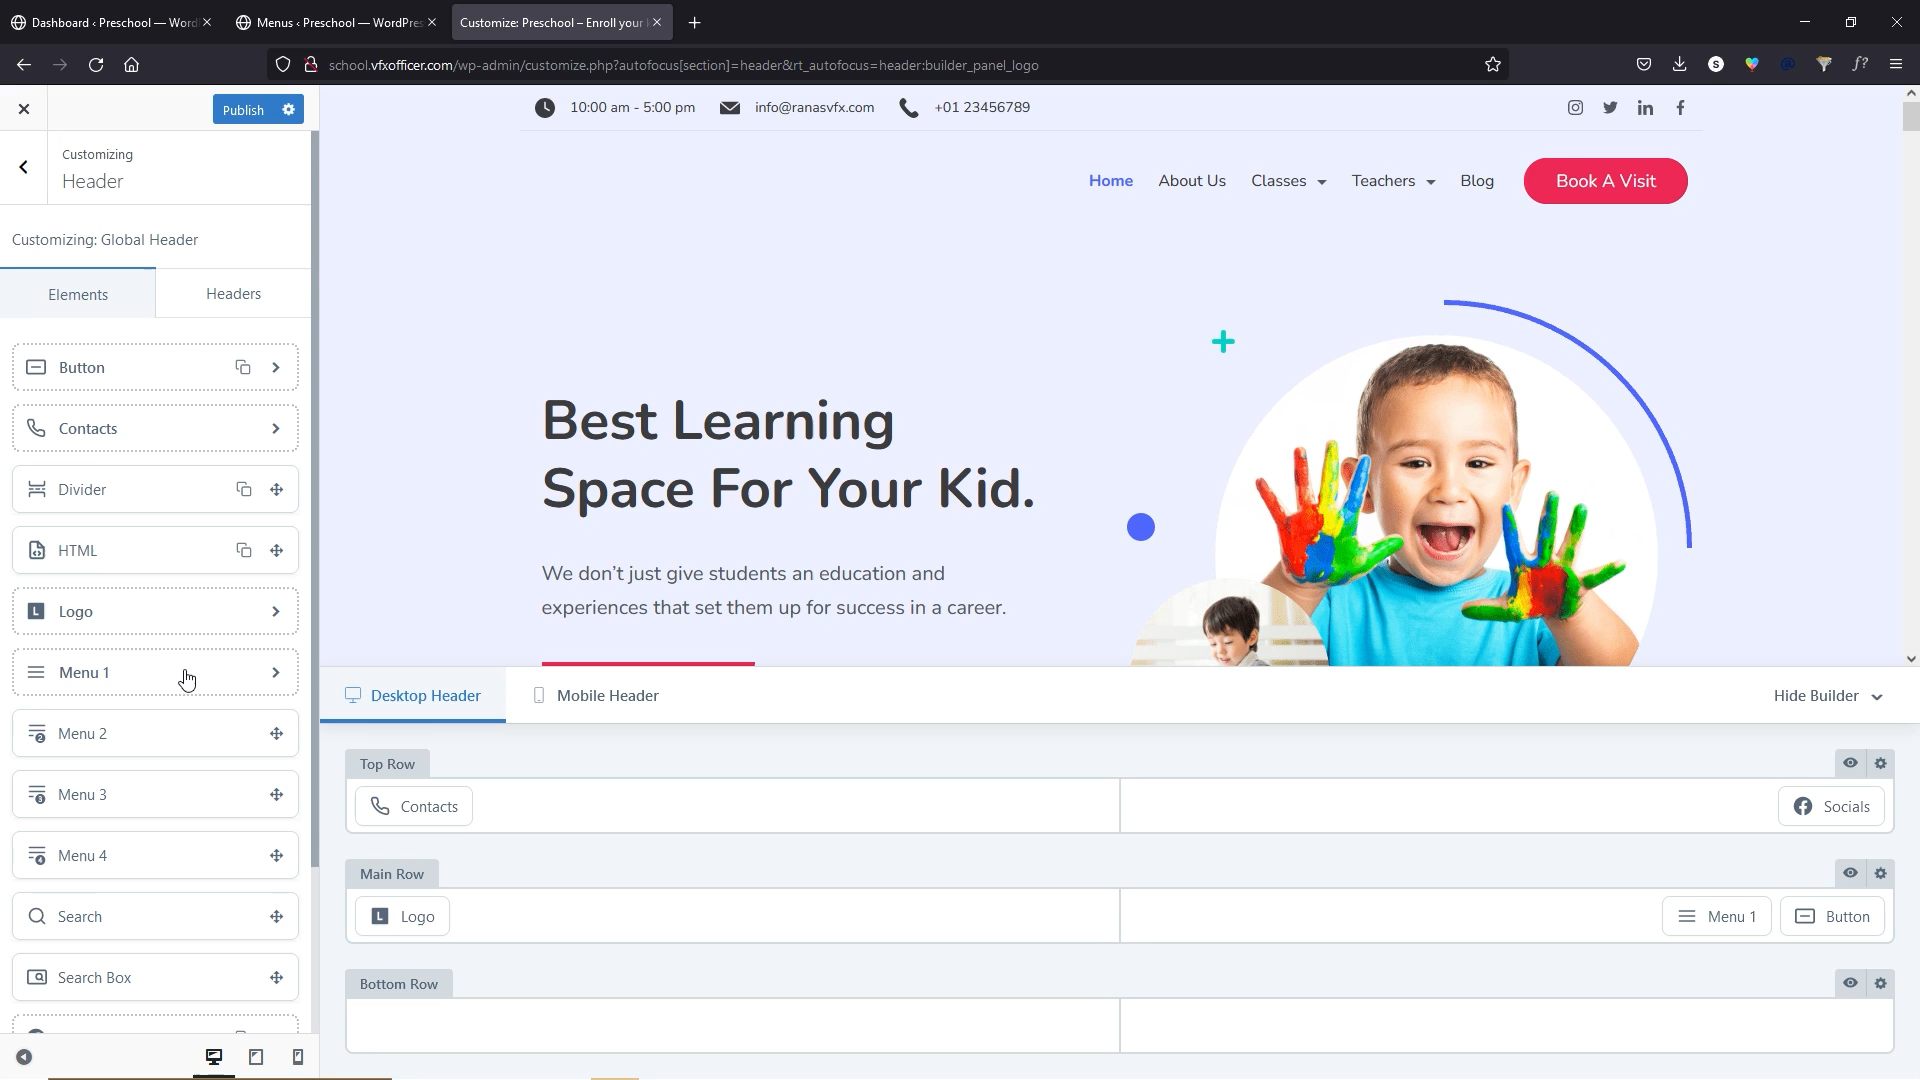 Dashboard ‹ Preschool — Word
Menus ‹ Preschool — WordPres
Customize: Preschool – Enroll your
school.vfxofficer.com/wp-admin/customize.php?autofocus[section]=header&rt_autofocus=header:builder_panel_logo
S
f?
Publish
Customizing
Header
Customizing: Global Header
Elements
Headers
Button
Contacts
Divider
HTML
L Logo
Menu 1
2 Menu 2
3 Menu 3
4 Menu 4
Search
Search Box
10:00 am - 5:00 pm
info@ranasvfx.com
+01 23456789
Home
About Us
Classes
Teachers
Blog
Book A Visit
Best Learning
Space For Your Kid.
We don’t just give students an education and
experiences that set them up for success in a career.
Desktop Header
Mobile Header
Hide Builder
Top Row
Contacts
Socials
Main Row
L Logo
Menu 1
Button
Bottom Row